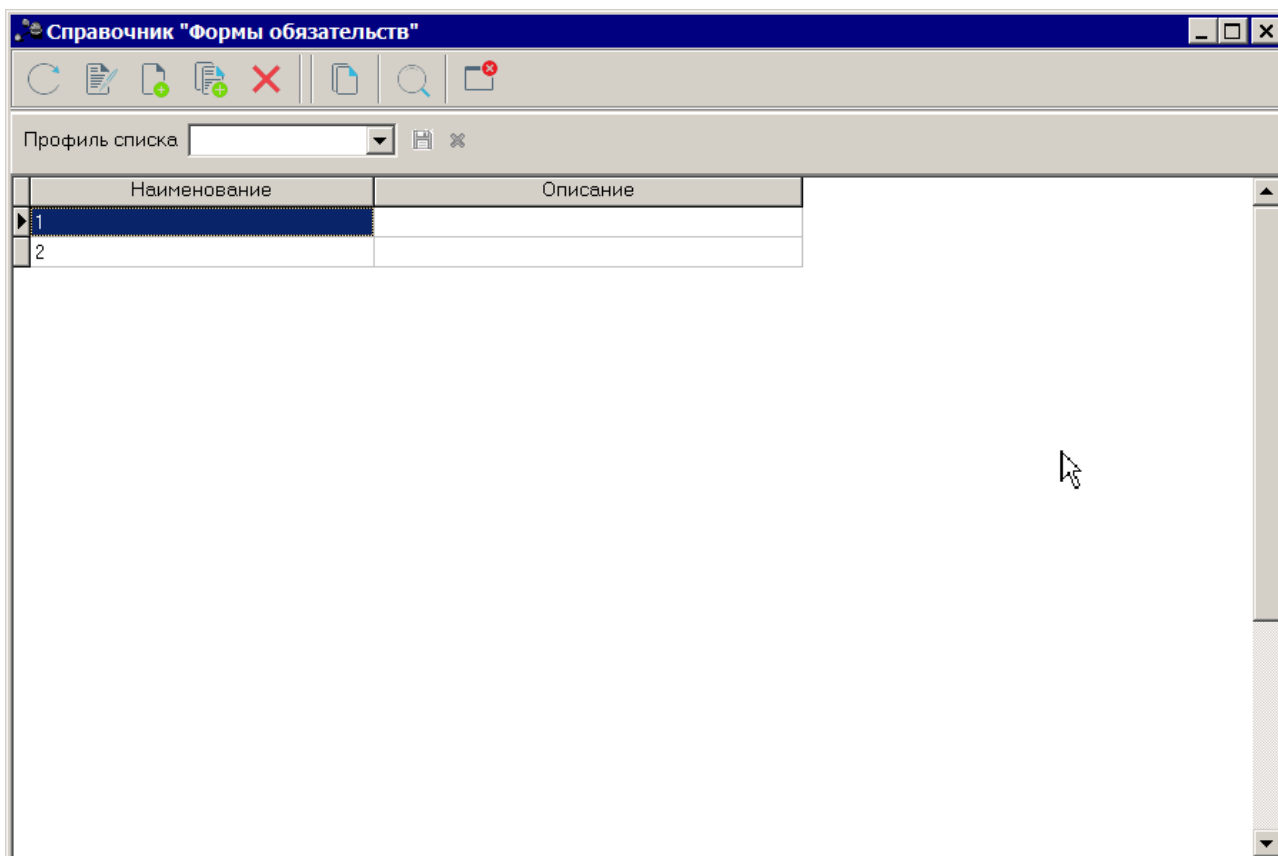 Справочник "Формы обязательств"
Профиль списка
Наименование Описание
1
2